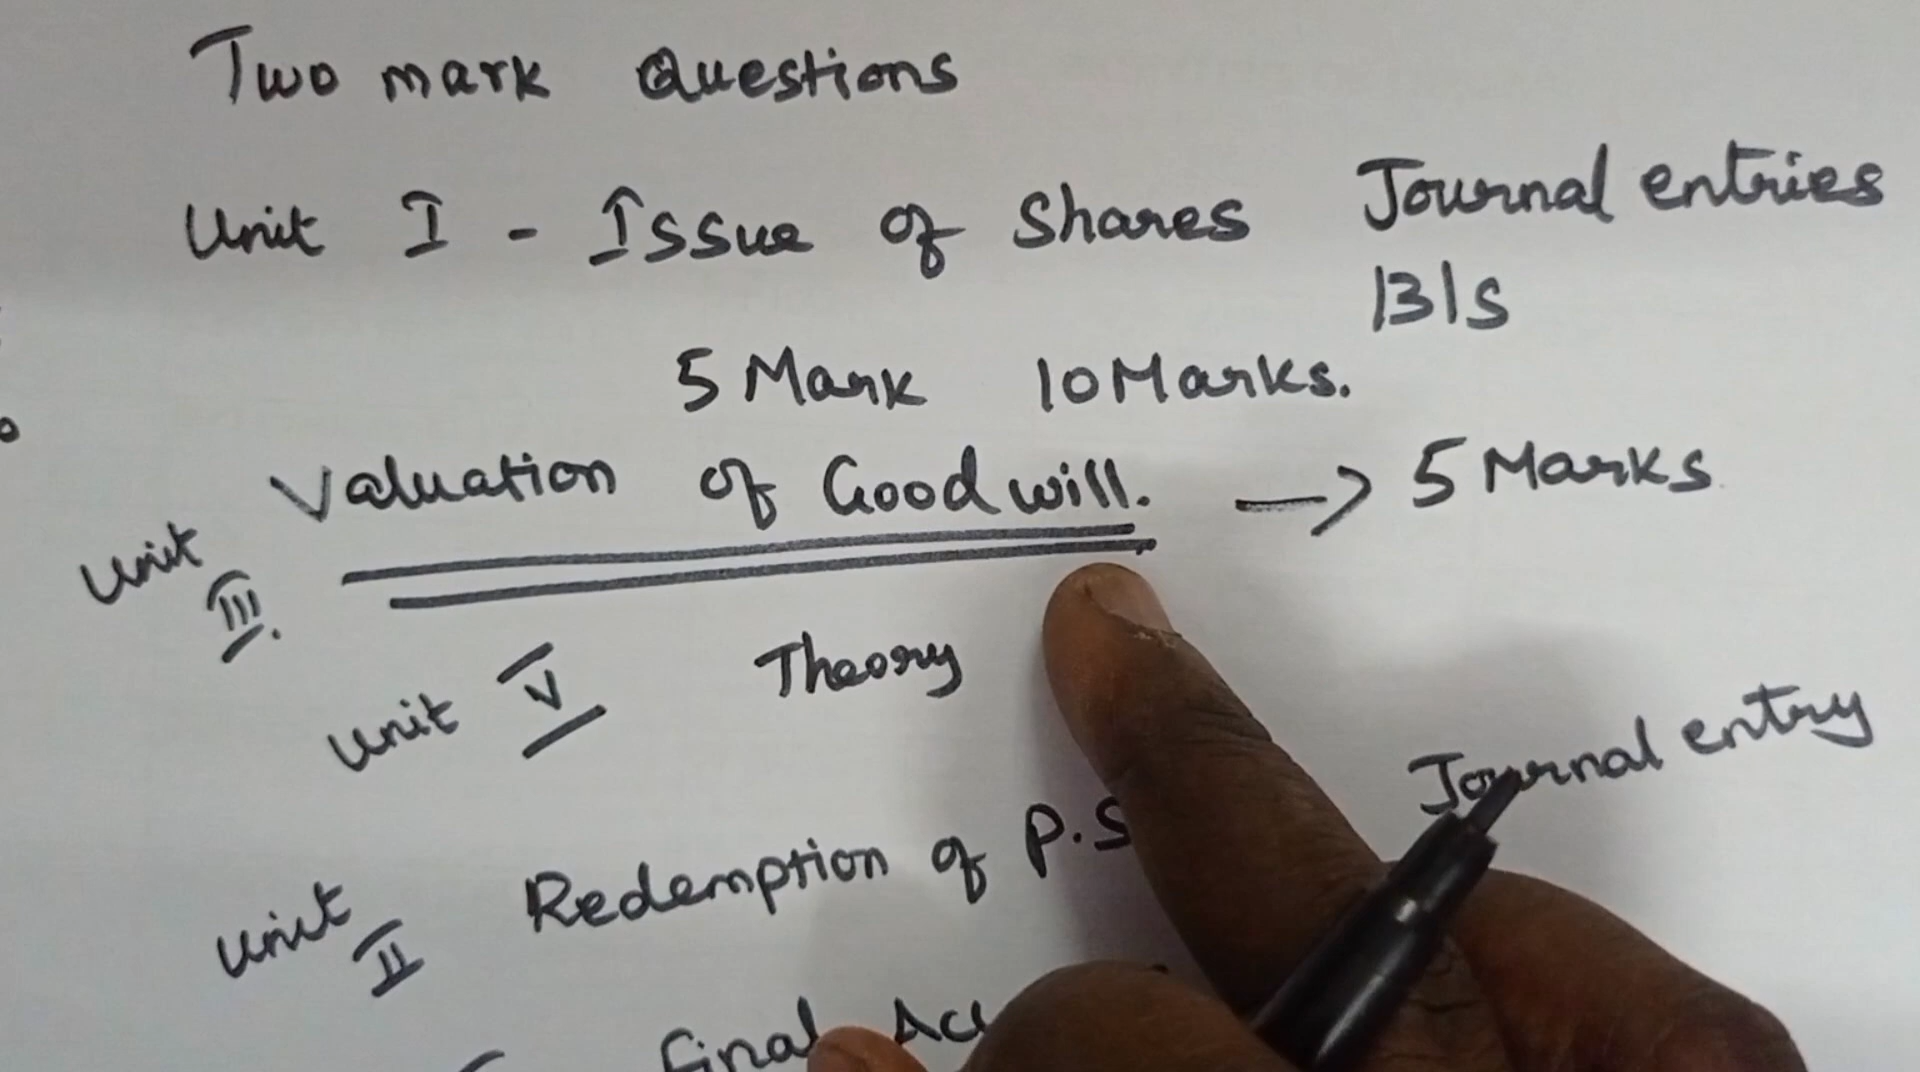 Two mark Questions
Unit I - Issue of Shares Journal entries
B/S
5 Mark 10 Marks.
Unit III. Valuation of Goodwill. → 5 Marks
Unit V Theory
Unit II Redemption of P.S Journal entry
Final